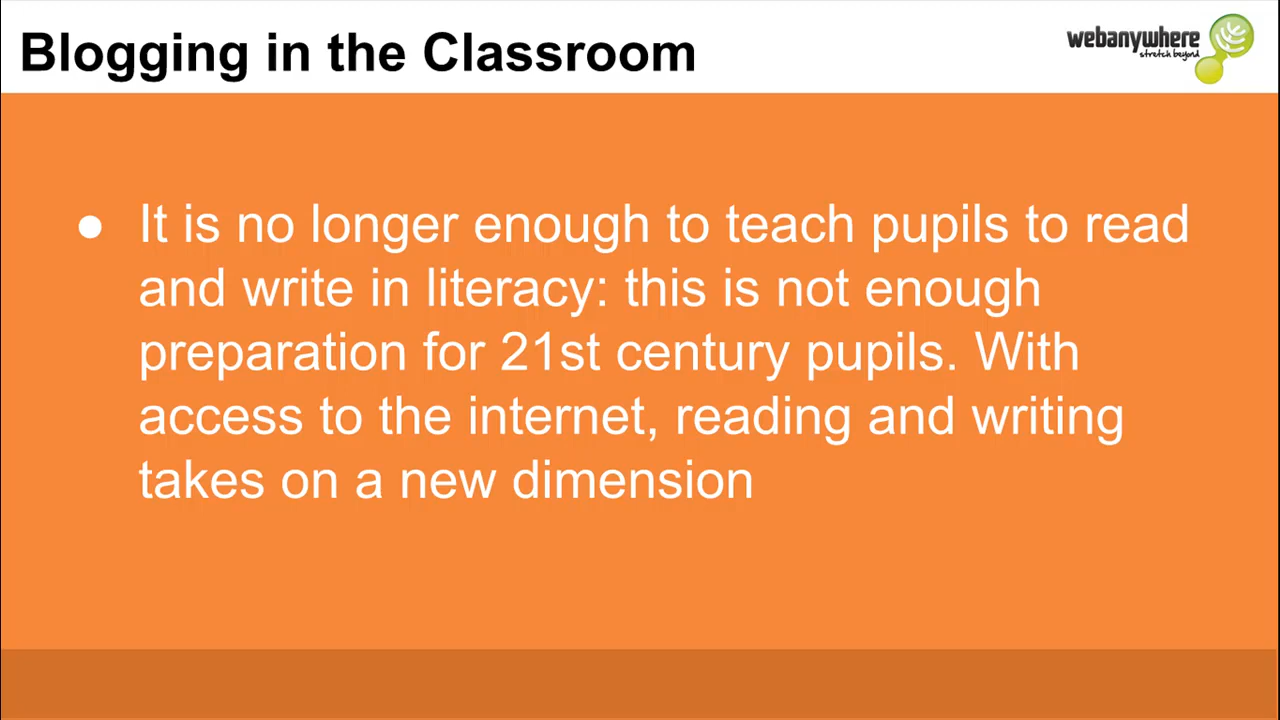 Blogging in the Classroom
webanywhere
stretch beyond
● It is no longer enough to teach pupils to read
and write in literacy: this is not enough
preparation for 21st century pupils. With
access to the internet, reading and writing
takes on a new dimension